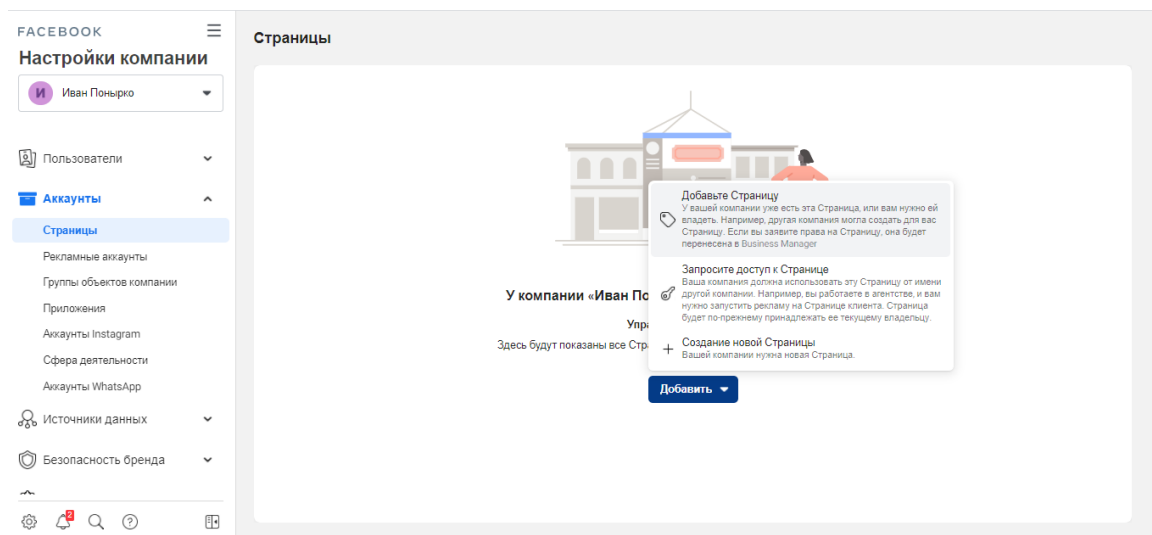 FACEBOOK
Настройки компании
И
Иван Понырко
Пользователи
Аккаунты
Страницы
Рекламные аккаунты
Группы объектов компании
Приложения
Аккаунты Instagram
Сфера деятельности
Аккаунты WhatsApp
Источники данных
Безопасность бренда
2
Страницы
Добавьте Страницу
У вашей компании уже есть эта Страница, или вам нужно ей
владеть. Например, другая компания могла создать для вас
Страницу. Если вы заявите права на Страницу, она будет
перенесена в Business Manager
Запросите доступ к Странице
Ваша компания должна использовать эту Страницу от имени
другой компании. Например, вы работаете в агентстве, и вам
нужно запустить рекламу на Странице клиента. Страница
будет по-прежнему принадлежать ее текущему владельцу.
Создание новой Страницы
Вашей компании нужна новая Страница.
У компании «Иван По
Упра
Здесь будут показаны все Стр
Добавить